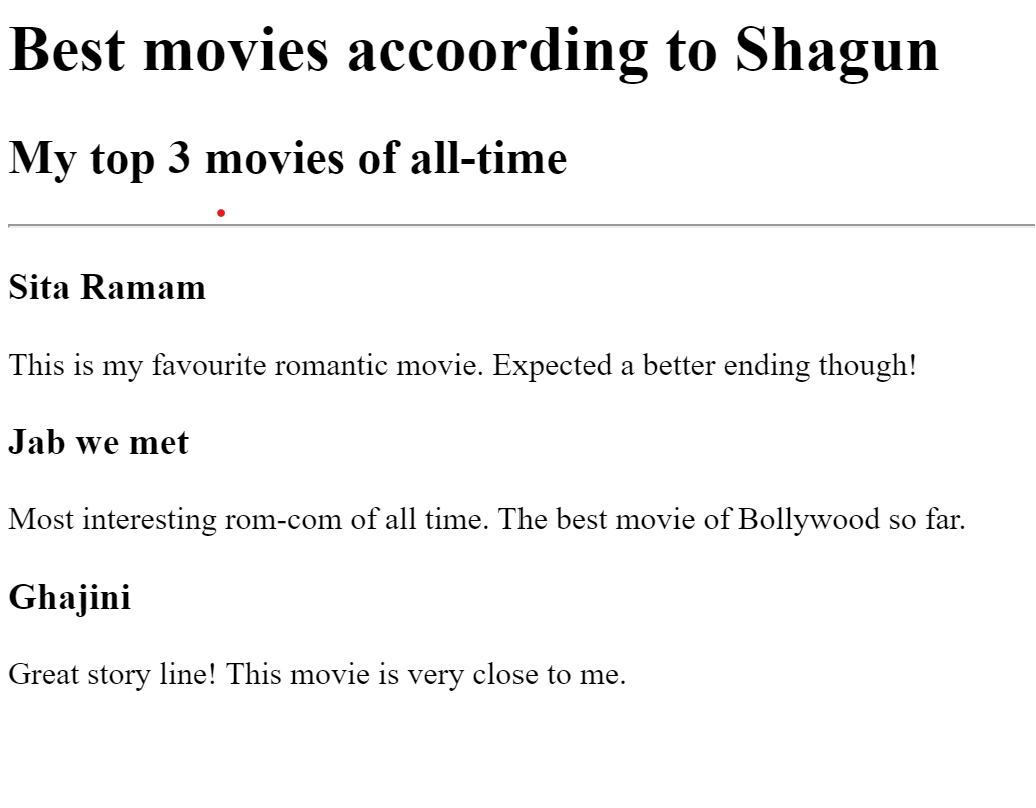 Best movies accoording to Shagun
My top 3 movies of all-time
Sita Ramam
This is my favourite romantic movie. Expected a better ending though!
Jab we met
Most interesting rom-com of all time. The best movie of Bollywood so far.
Ghajini
Great story line! This movie is very close to me.